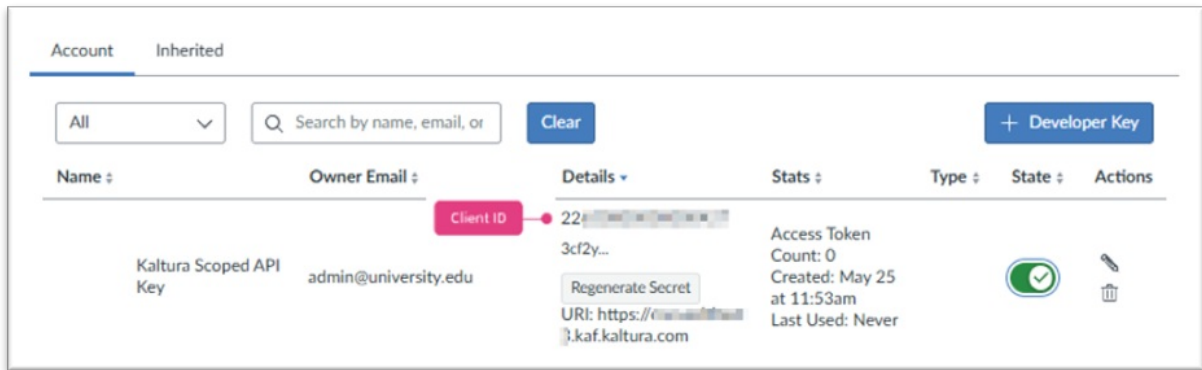 Account Inherited
All Search by name, email, or Clear + Developer Key
Name Owner Email Details Stats Type State Actions
Client ID 22
3cf2y...
Kaltura Scoped API
Key
admin@university.edu
Regenerate Secret
URI: https://
.kaf.kaltura.com
Access Token
Count: 0
Created: May 25
at 11:53am
Last Used: Never